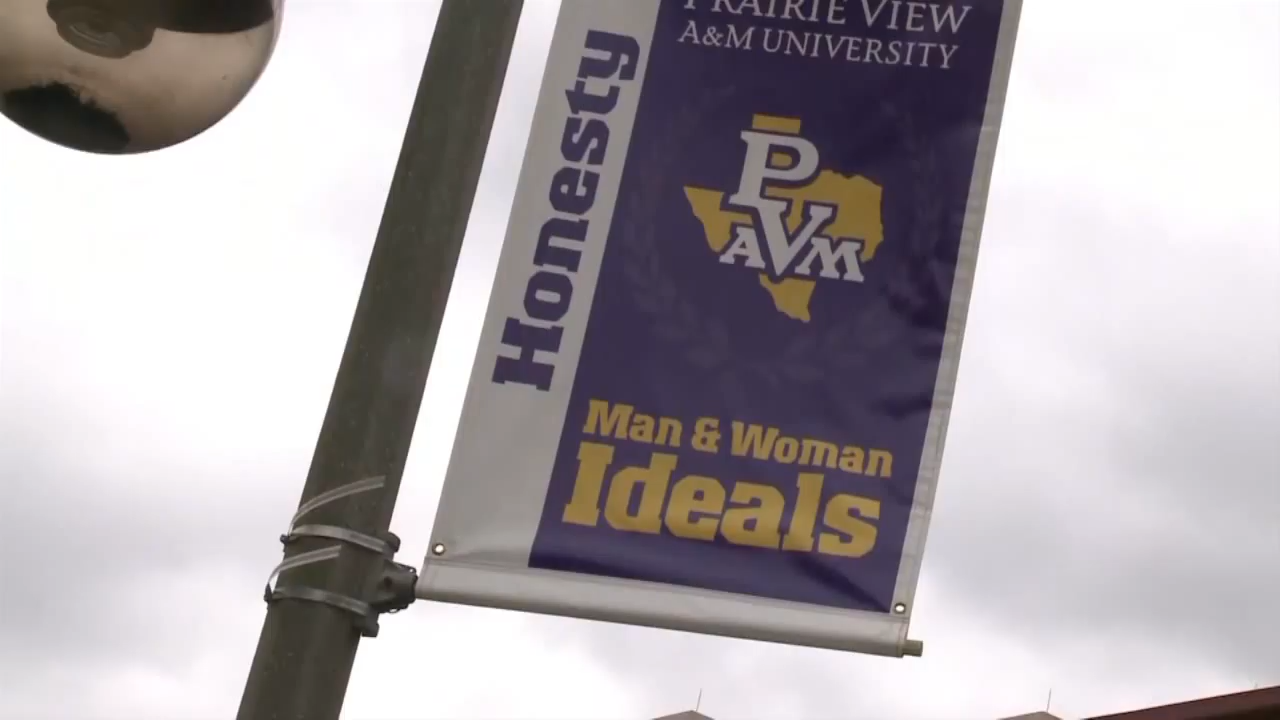 PRAIRIE VIEW
A&M UNIVERSITY
Honesty
PVAM
Man & Woman
Ideals